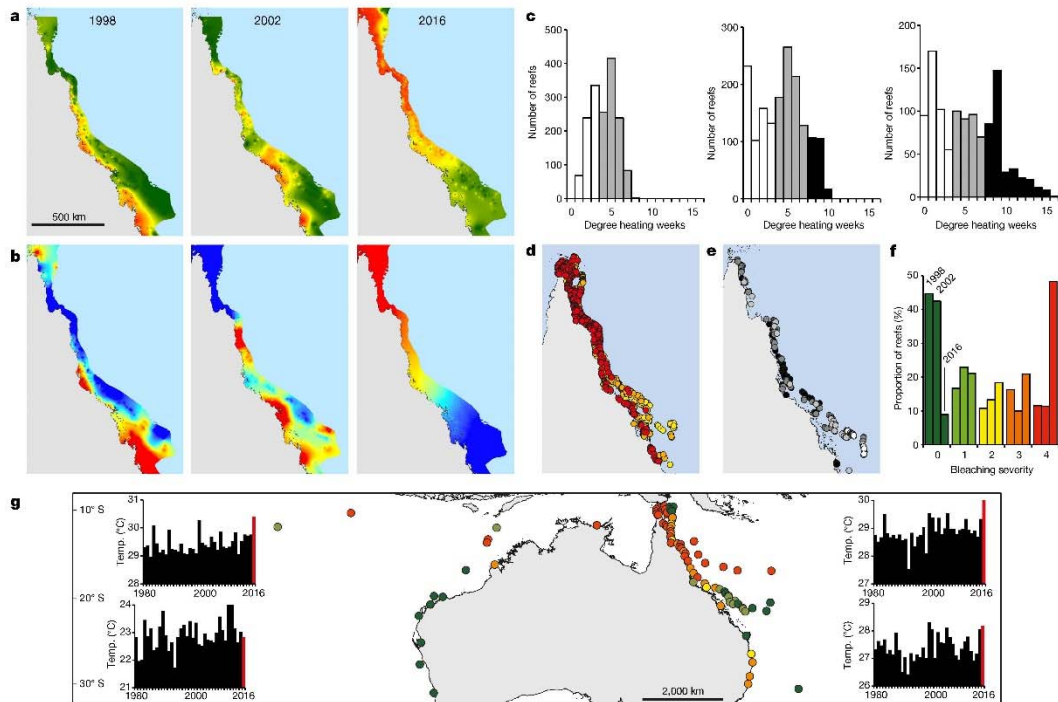 a
1998
2002
2016
500 km
b
c
Number of reefs
500
400
300
200
100
0
0 5 10 15
Degree heating weeks
Number of reefs
300
200
100
0
0 5 10 15
Degree heating weeks
Number of reefs
200
150
100
50
0
0 5 10 15
Degree heating weeks
d
e
f
Proportion of reefs (%)
50
40
30
20
10
0
1998
2002
2016
0 1 2 3 4
Bleaching severity
g
10° S
20° S
30° S
Temp. (°C)
31
30
29
28
1980 2000 2016
Temp. (°C)
24
23
22
21
1980 2000 2016
2,000 km
Temp. (°C)
30
29
28
27
26
1980 2000 2016
Temp. (°C)
29
28
27
26
1980 2000 2016